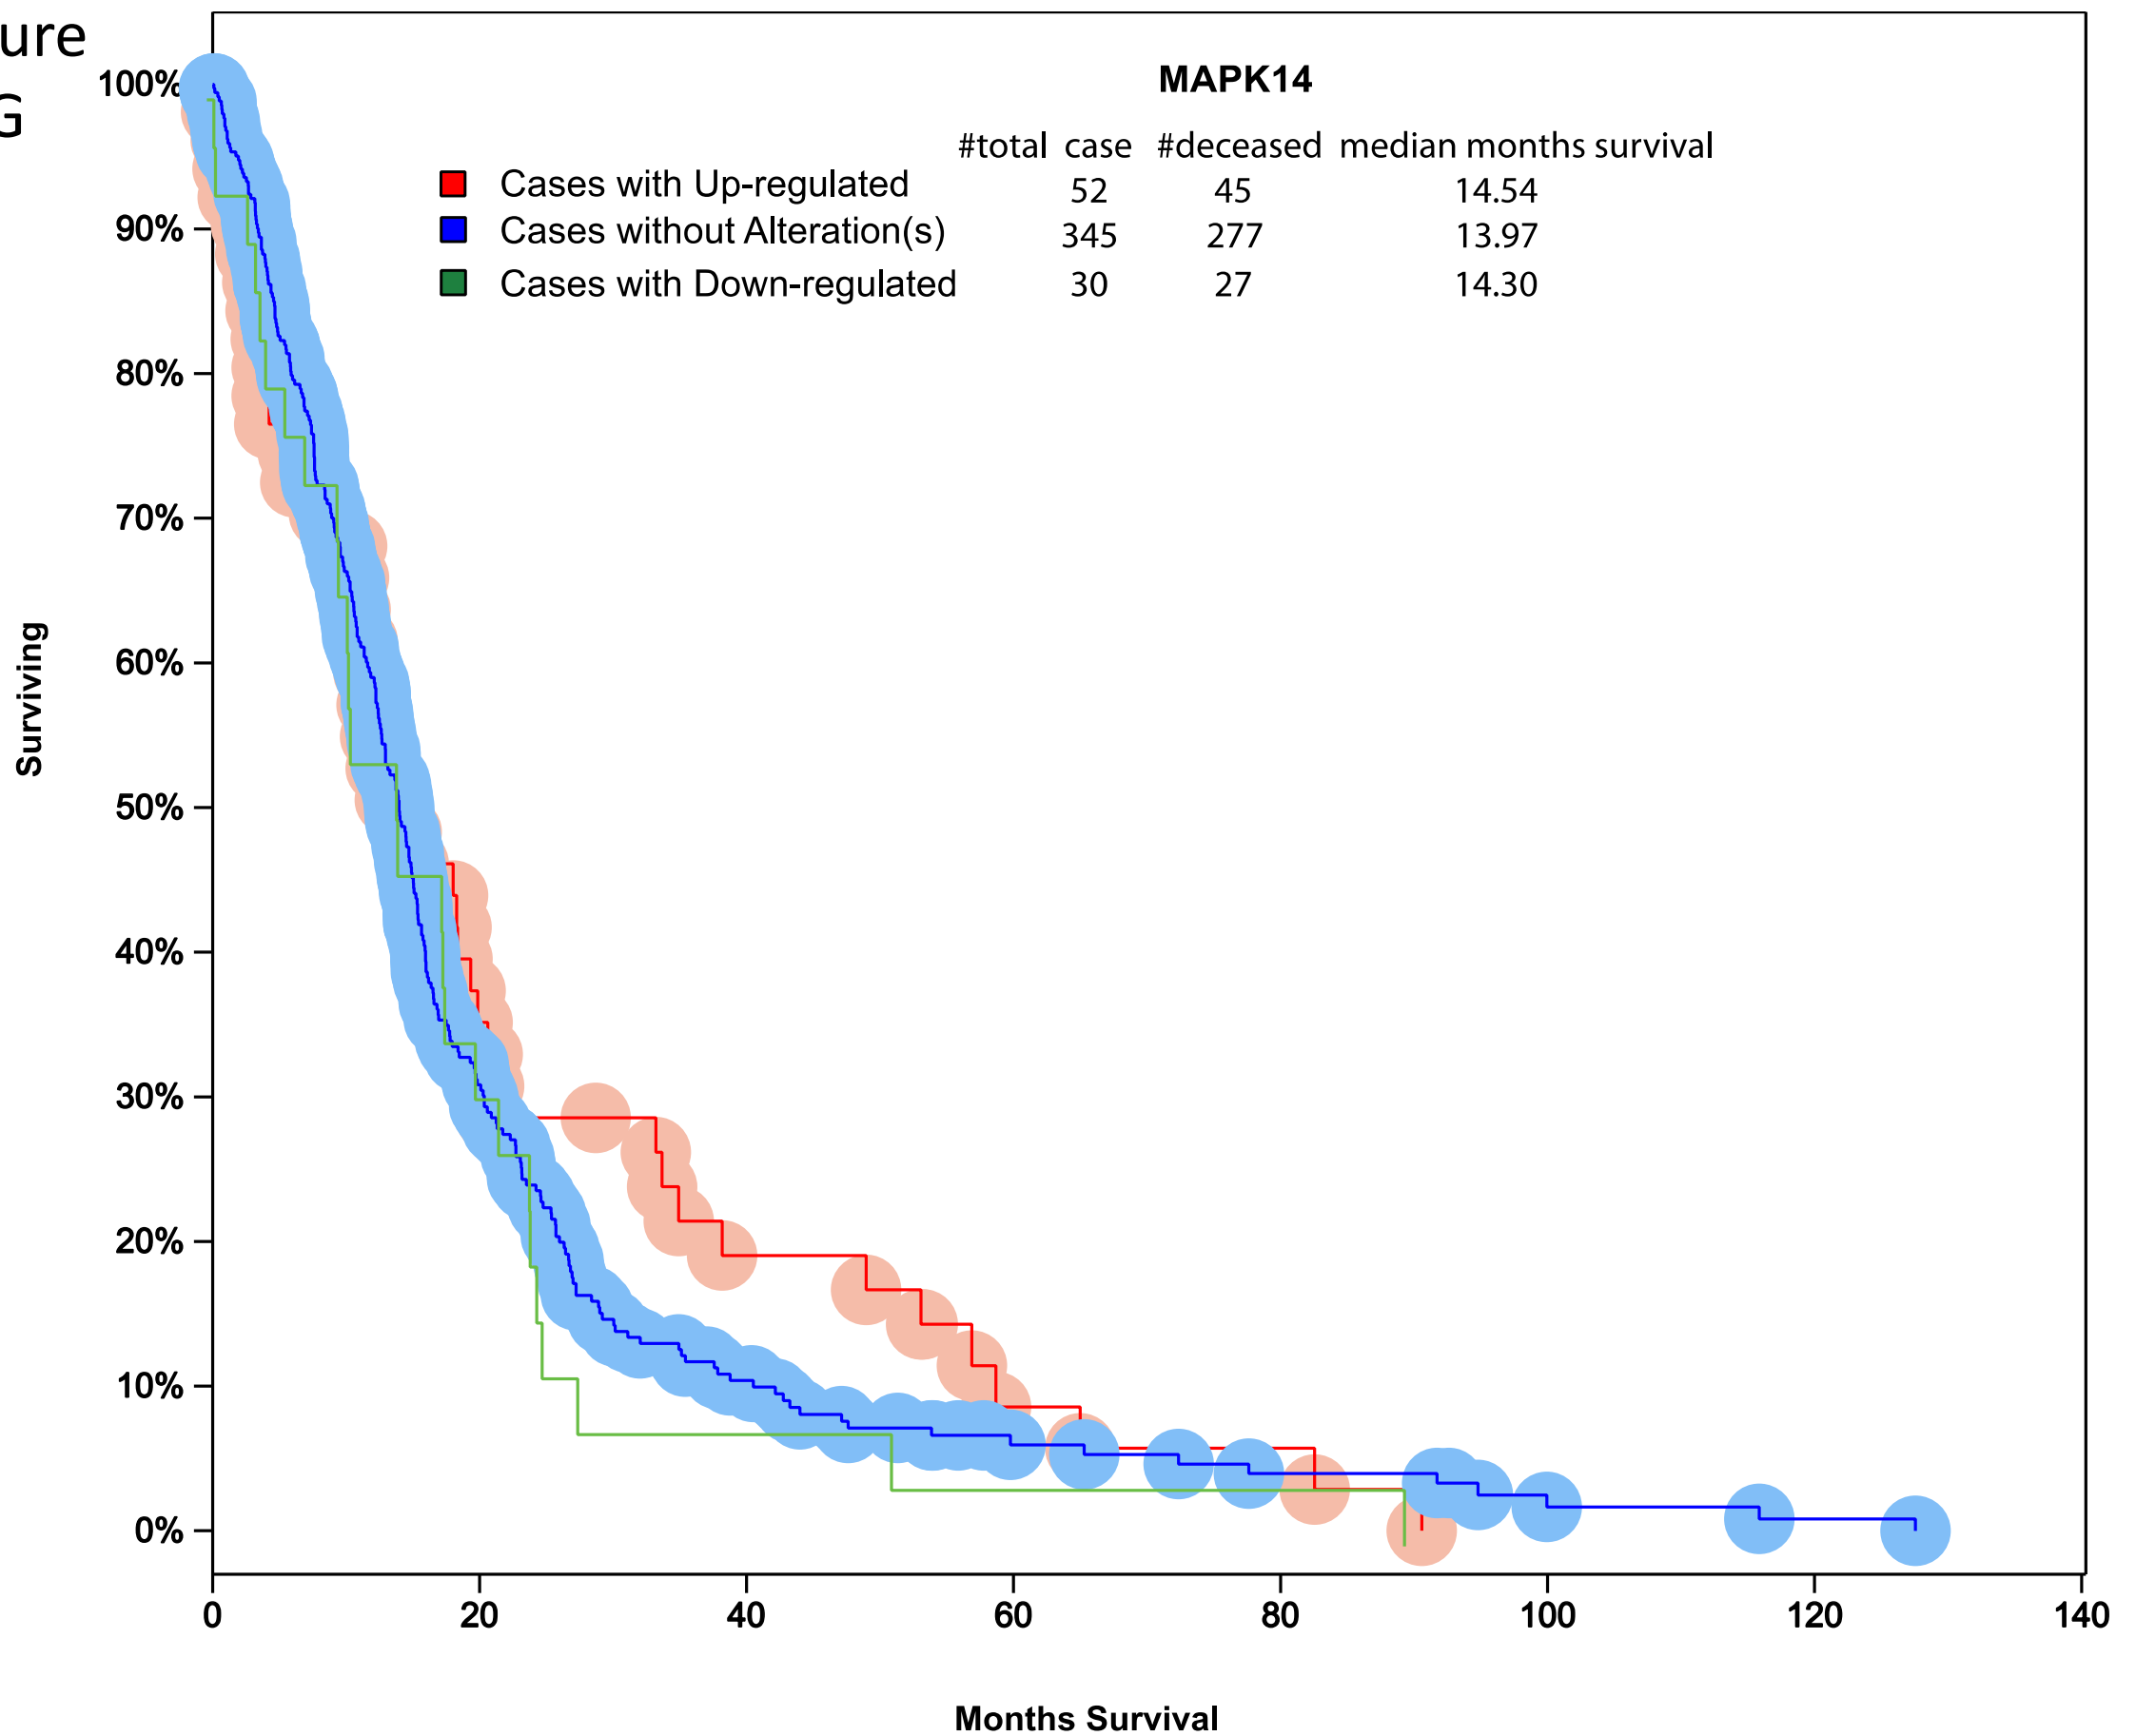 ure
G
MAPK14
#total case #deceased median months survival
Cases with Up-regulated 52 45 14.54
Cases without Alteration(s) 345 277 13.97
Cases with Down-regulated 30 27 14.30
100%
90%
80%
70%
60%
50%
40%
30%
20%
10%
0%
Surviving
0 20 40 60 80 100 120 140
Months Survival